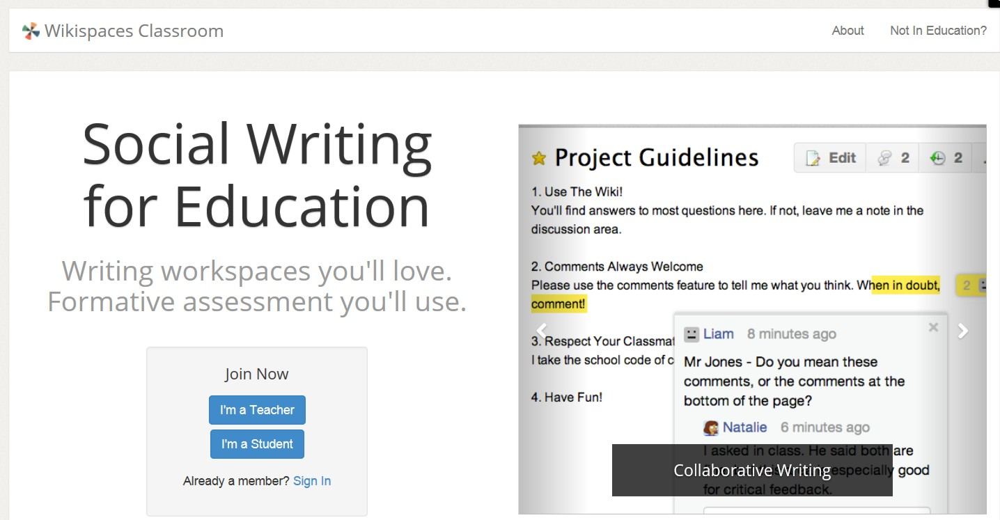 Wikispaces Classroom
About
Not In Education?
Social Writing
for Education
Writing workspaces you'll love.
Formative assessment you'll use.
Join Now
I'm a Teacher
I'm a Student
Already a member? Sign In
Project Guidelines
Edit
2
2
1. Use The Wiki!
You'll find answers to most questions here. If not, leave me a note in the
discussion area.
2. Comments Always Welcome
Please use the comments feature to tell me what you think. When in doubt,
comment!
2
3. Respect Your Classmat
I take the school code of c
4. Have Fun!
Liam 8 minutes ago
Mr Jones - Do you mean these
comments, or the comments at the
bottom of the page?
Natalie 6 minutes ago
I asked in class. He said both are
especially good
for critical feedback.
Collaborative Writing